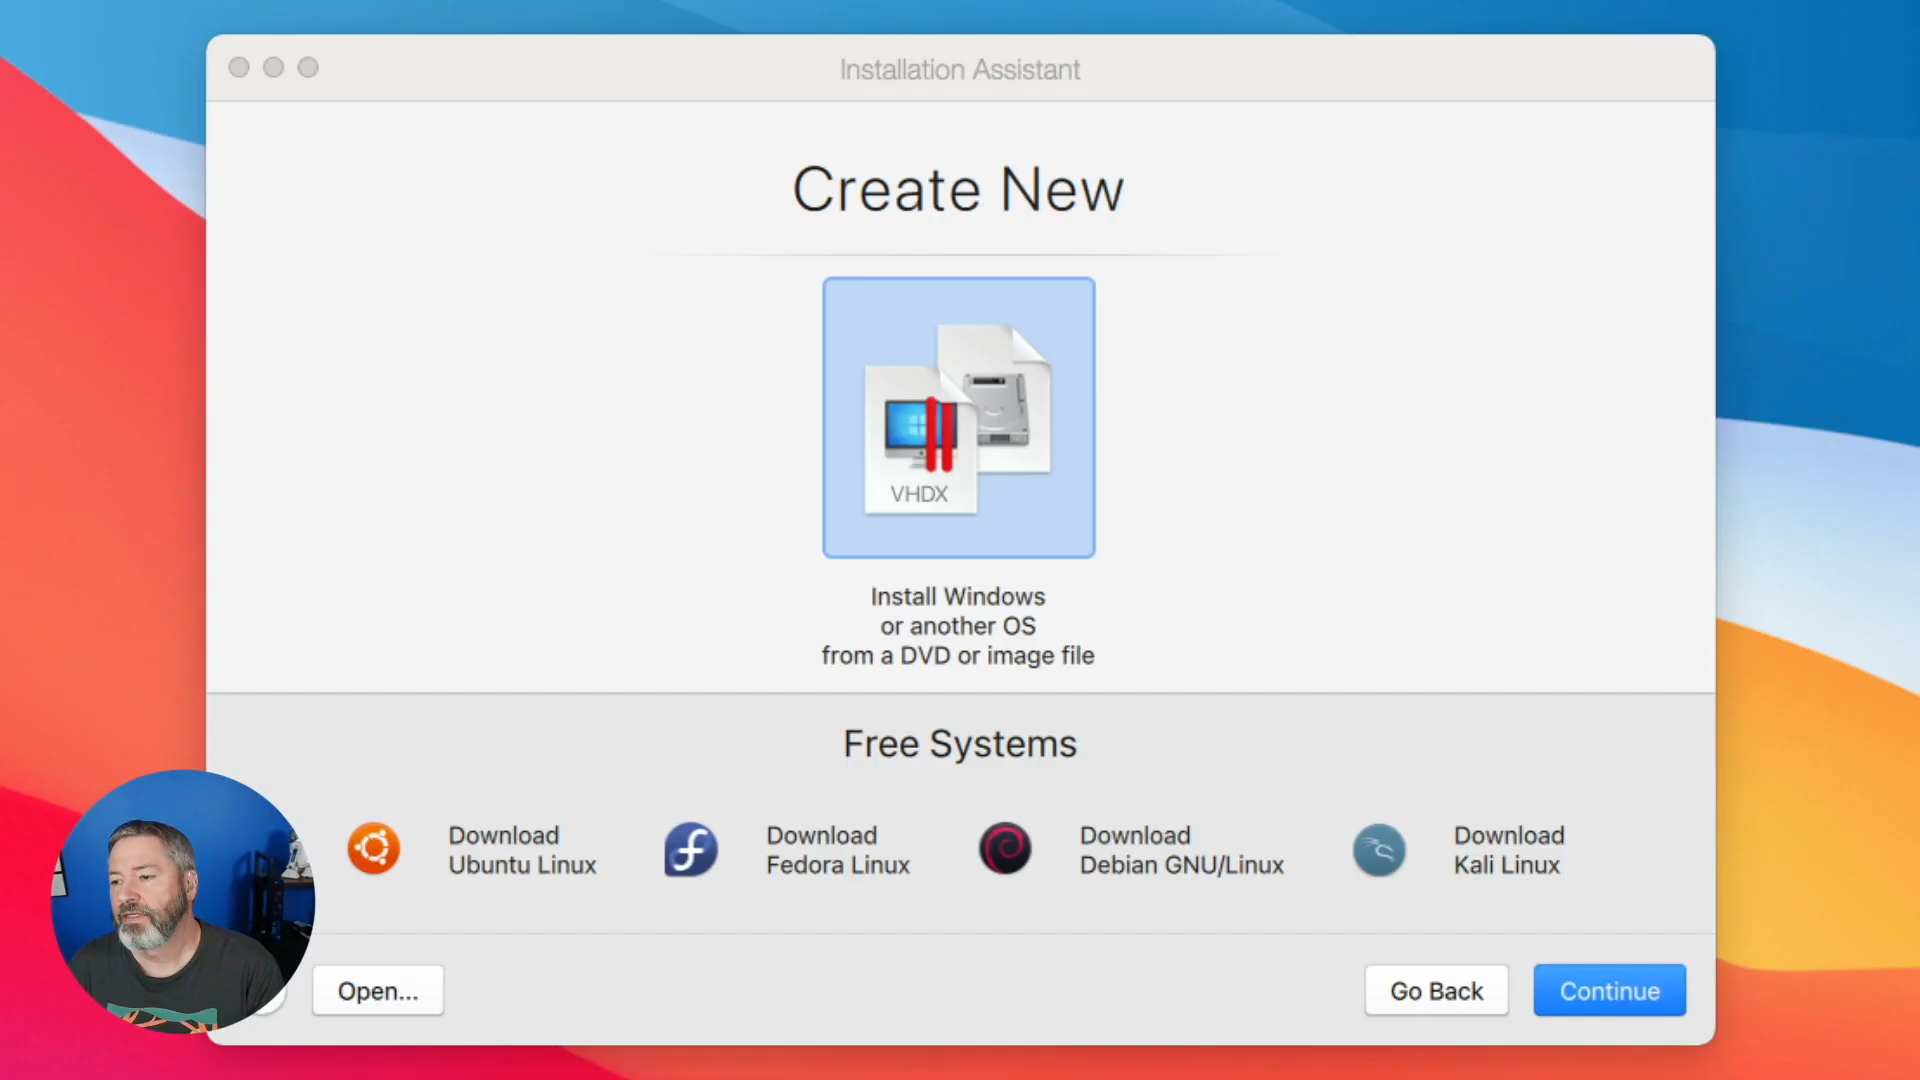 Installation Assistant
Create New
VHDX
Install Windows
or another OS
from a DVD or image file
Free Systems
Download
Ubuntu Linux
Download
Fedora Linux
Download
Debian GNU/Linux
Download
Kali Linux
Open...
Go Back
Continue